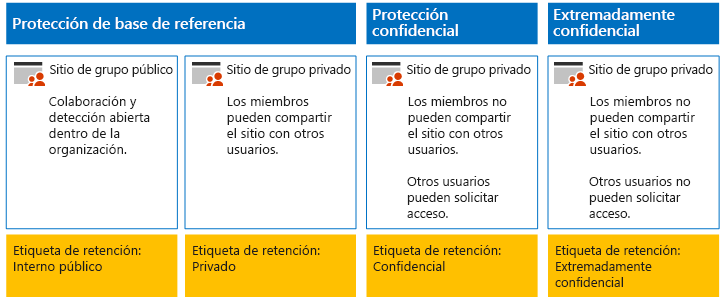 Protección de base de referencia
Protección
confidencial
Extremadamente
confidencial
Sitio de grupo público
Colaboración y
detección abierta
dentro de la
organización.
Sitio de grupo privado
Los miembros
pueden compartir
el sitio con otros
usuarios.
Sitio de grupo privado
Los miembros no
pueden compartir
el sitio con otros
usuarios.
Otros usuarios
pueden solicitar
acceso.
Sitio de grupo privado
Los miembros no
pueden compartir
el sitio con otros
usuarios.
Otros usuarios no
pueden solicitar
acceso.
Etiqueta de retención:
Interno público
Etiqueta de retención:
Privado
Etiqueta de retención:
Confidencial
Etiqueta de retención:
Extremadamente
confidencial